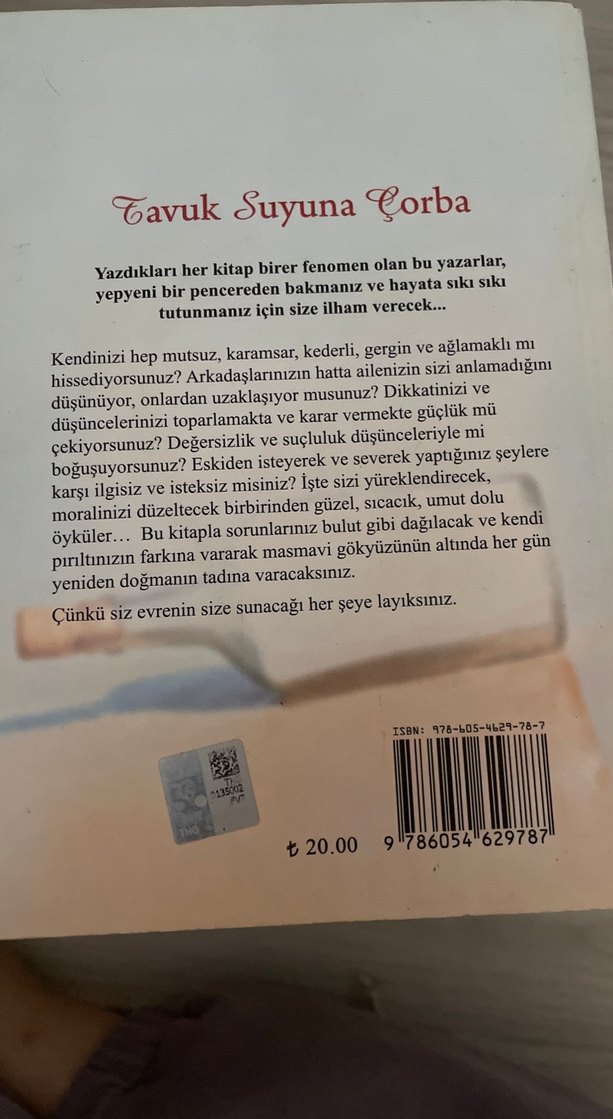 Tavuk Suyuna Çorba
Yazdıkları her kitap birer fenomen olan bu yazarlar,
yepyeni bir pencereden bakmanız ve hayata sıkı sıkı
tutunmanız için size ilham verecek...
Kendinizi hep mutsuz, karamsar, kederli, gergin ve ağlamaklı mı
hissediyorsunuz? Arkadaşlarınızın hatta ailenizin sizi anlamadığını
düşünüyor, onlardan uzaklaşıyor musunuz? Dikkatinizi ve
düşüncelerinizi toparlamakta ve karar vermekte güçlük mü
çekiyorsunuz? Değersizlik ve suçluluk düşünceleriyle mi
boğuşuyorsunuz? Eskiden isteyerek ve severek yaptığınız şeylere
karşı ilgisiz ve isteksiz misiniz? İşte sizi yüreklendirecek,
moralinizi düzeltecek birbirinden güzel, sıcacık, umut dolu
öyküler... Bu kitapla sorunlarınız bulut gibi dağılacak ve kendi
pırıltınızın farkına vararak masmavi gökyüzünün altında her gün
yeniden doğmanın tadına varacaksınız.
Çünkü siz evrenin size sunacağı her şeye layıksınız.
ISBN: 978-605-4629-78-7
9135002
₺ 20.00
9 786054 629787